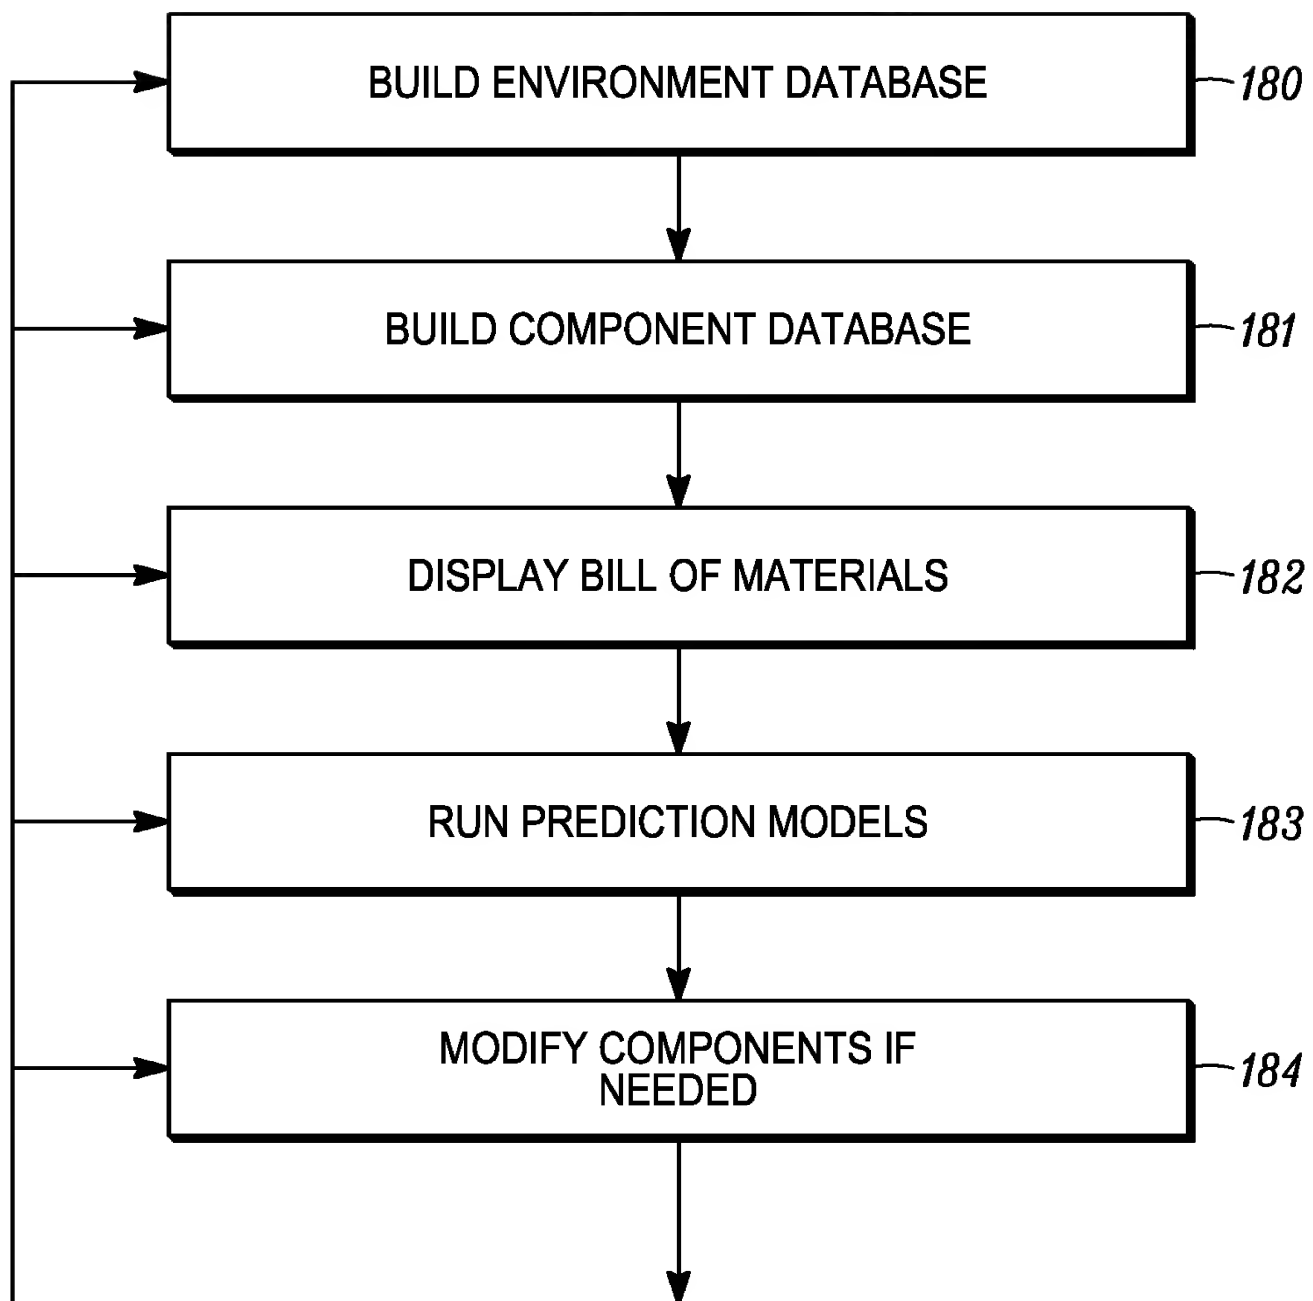 BUILD ENVIRONMENT DATABASE
180
BUILD COMPONENT DATABASE
181
DISPLAY BILL OF MATERIALS
182
RUN PREDICTION MODELS
183
MODIFY COMPONENTS IF
NEEDED
184